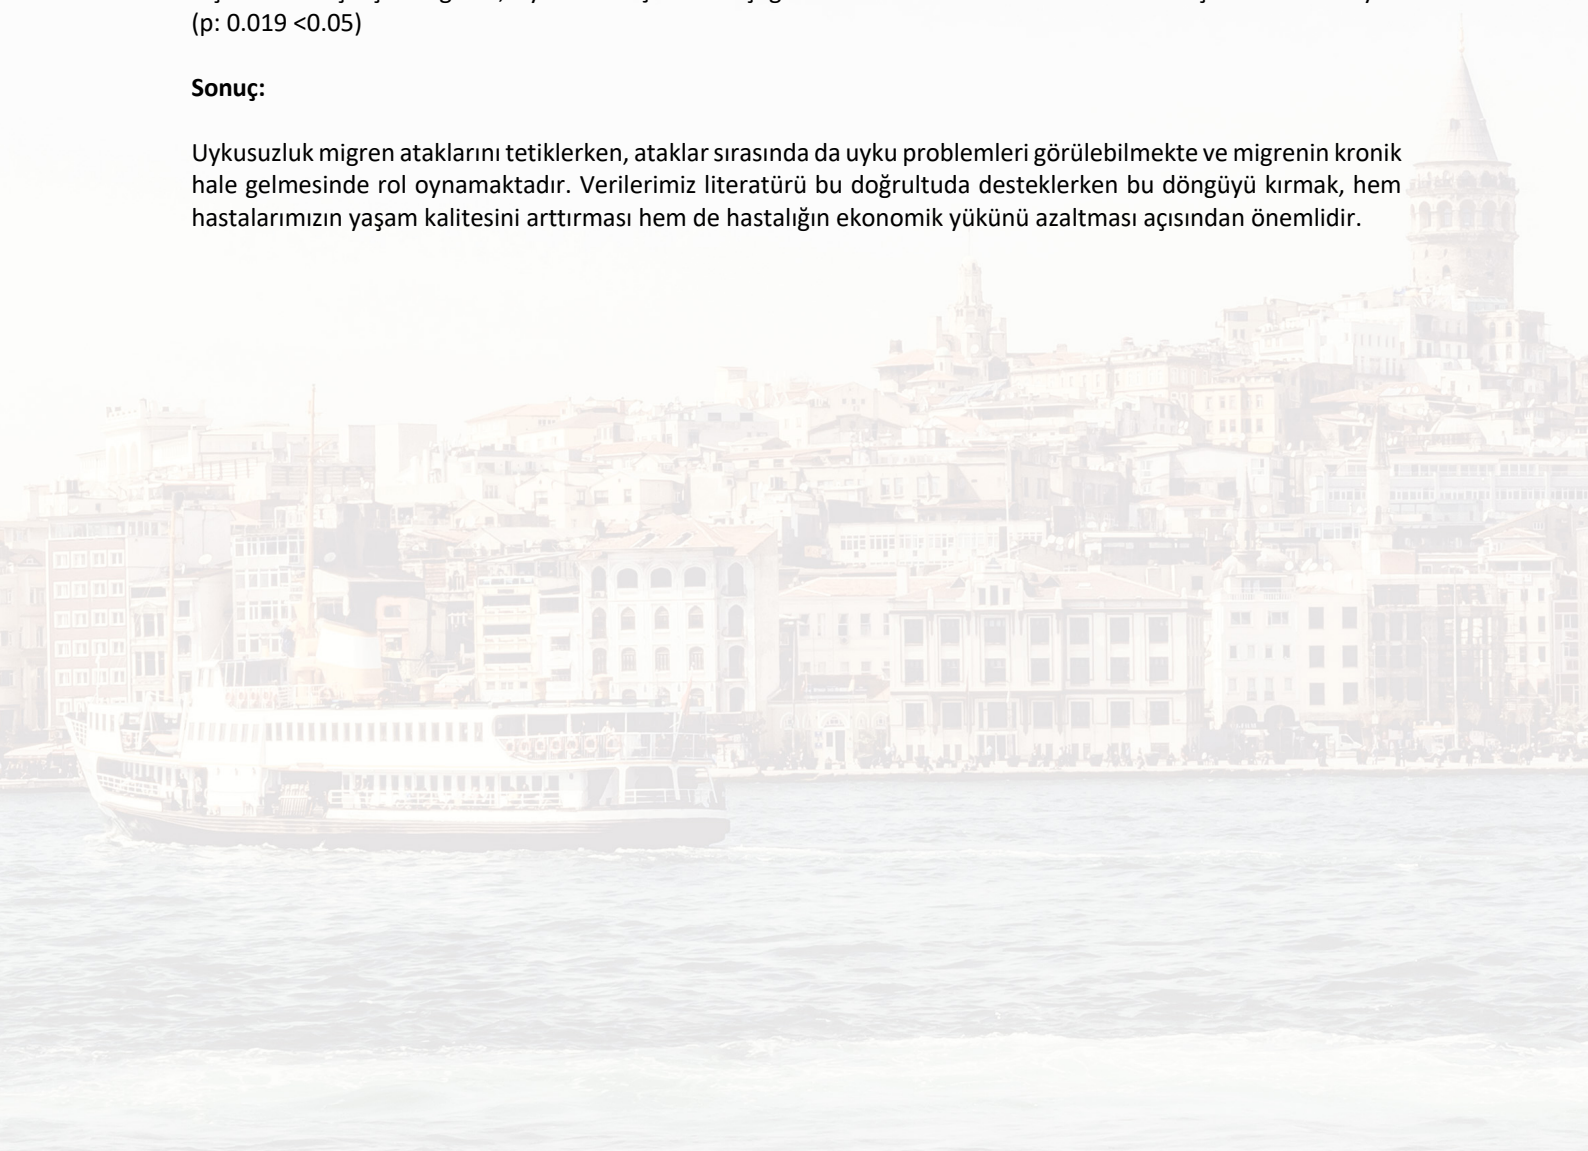 (p: 0.019 <0.05)
Sonuç:
Uykusuzluk migren ataklarını tetiklerken, ataklar sırasında da uyku problemleri görülebilmekte ve migrenin kronik
hale gelmesinde rol oynamaktadır. Verilerimiz literatürü bu doğrultuda desteklerken bu döngüyü kırmak, hem
hastalarımızın yaşam kalitesini arttırması hem de hastalığın ekonomik yükünü azaltması açısından önemlidir.